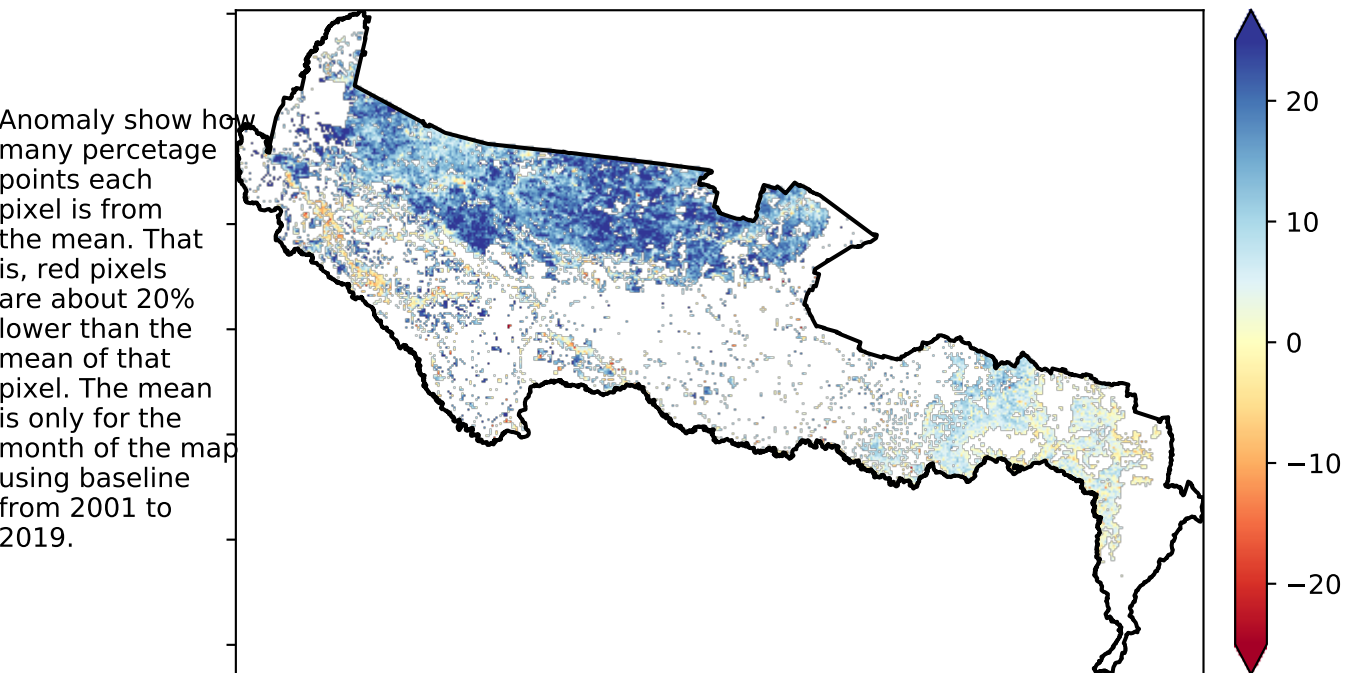 Anomaly show how
many percetage
points each
pixel is from
the mean. That
is, red pixels
are about 20%
lower than the
mean of that
pixel. The mean
is only for the
month of the map
using baseline
from 2001 to
2019.
20
10
0
−10
−20